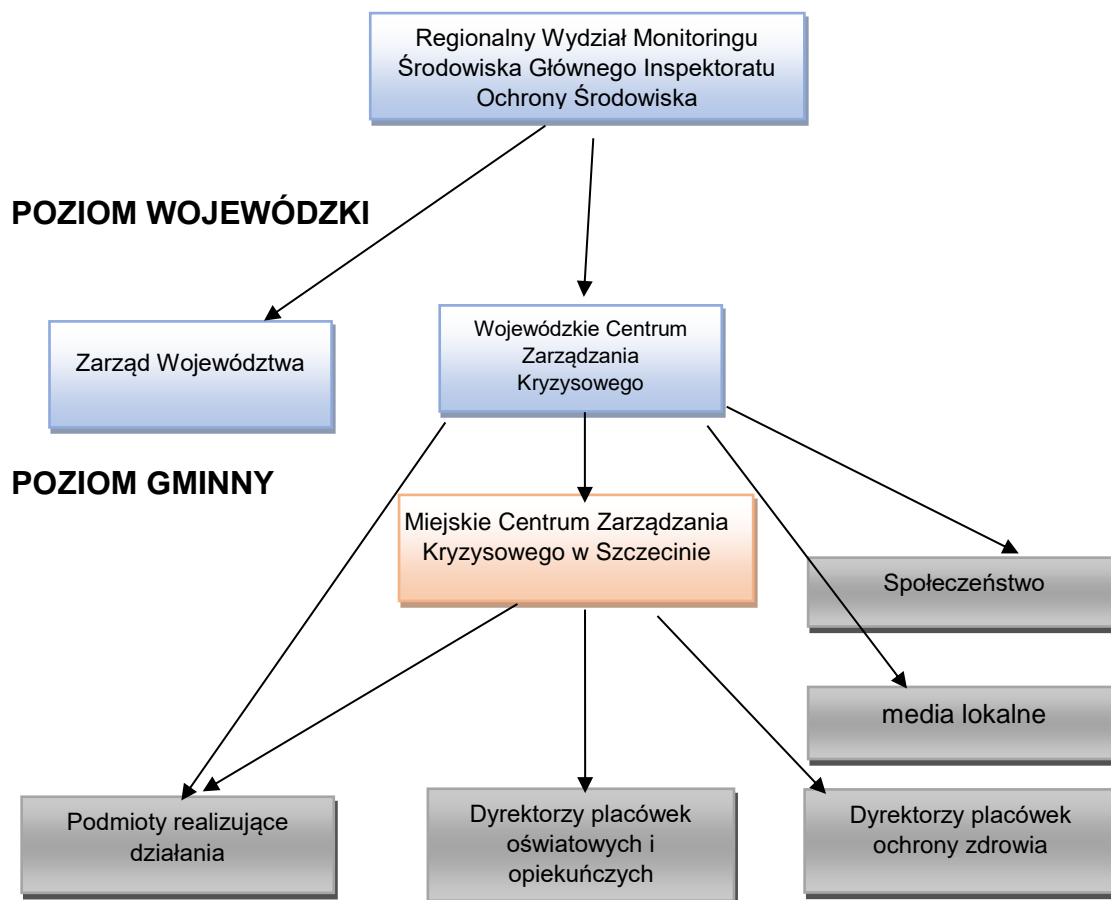 Regionalny Wydział Monitoringu
Środowiska Głównego Inspektoratu
Ochrony Środowiska
POZIOM WOJEWÓDZKI
Zarząd Województwa
Wojewódzkie Centrum
Zarządzania
Kryzysowego
POZIOM GMINNY
Miejskie Centrum Zarządzania
Kryzysowego w Szczecinie
Społeczeństwo
media lokalne
Podmioty realizujące
działania
Dyrektorzy placówek
oświatowych i
opiekuńczych
Dyrektorzy placówek
ochrony zdrowia